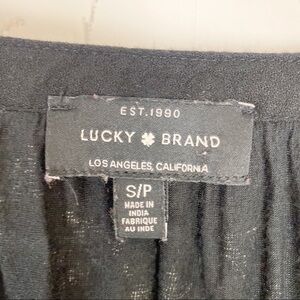 EST.1990
LUCKY BRAND
LOS ANGELES, CALIFORNIA
S/P
MADE IN
INDIA
FABRIQUE
AU INDE